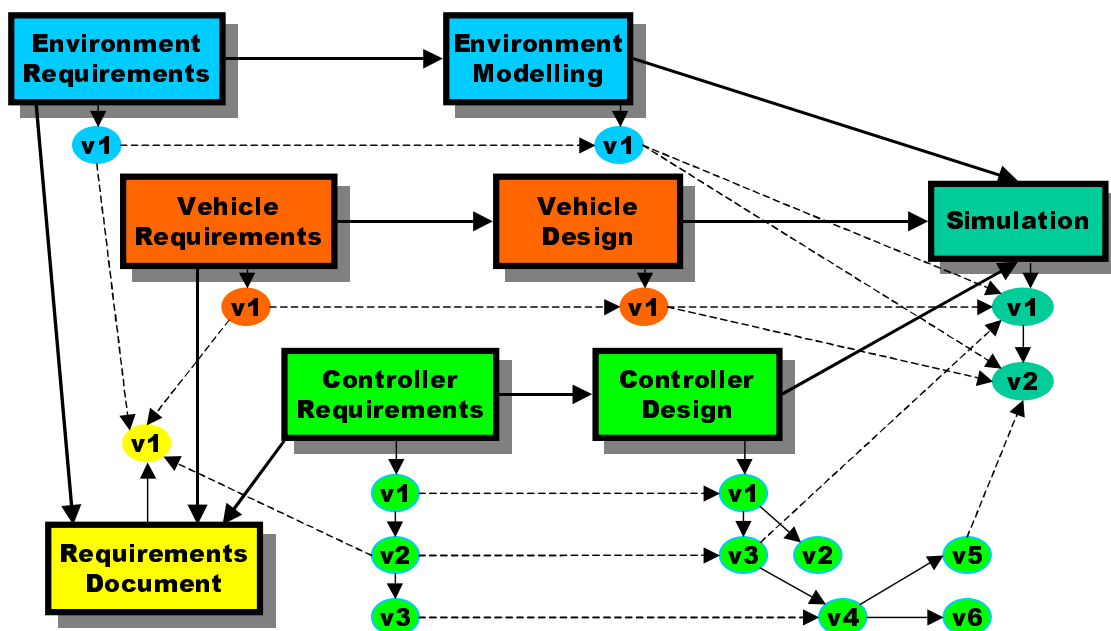 Environment
Requirements
Environment
Modelling
v1
v1
Vehicle
Requirements
Vehicle
Design
Simulation
v1
v1
v1
v2
Controller
Requirements
Controller
Design
v1
v1
v1
v2
v3
v2
v5
Requirements
Document
v3
v4
v6